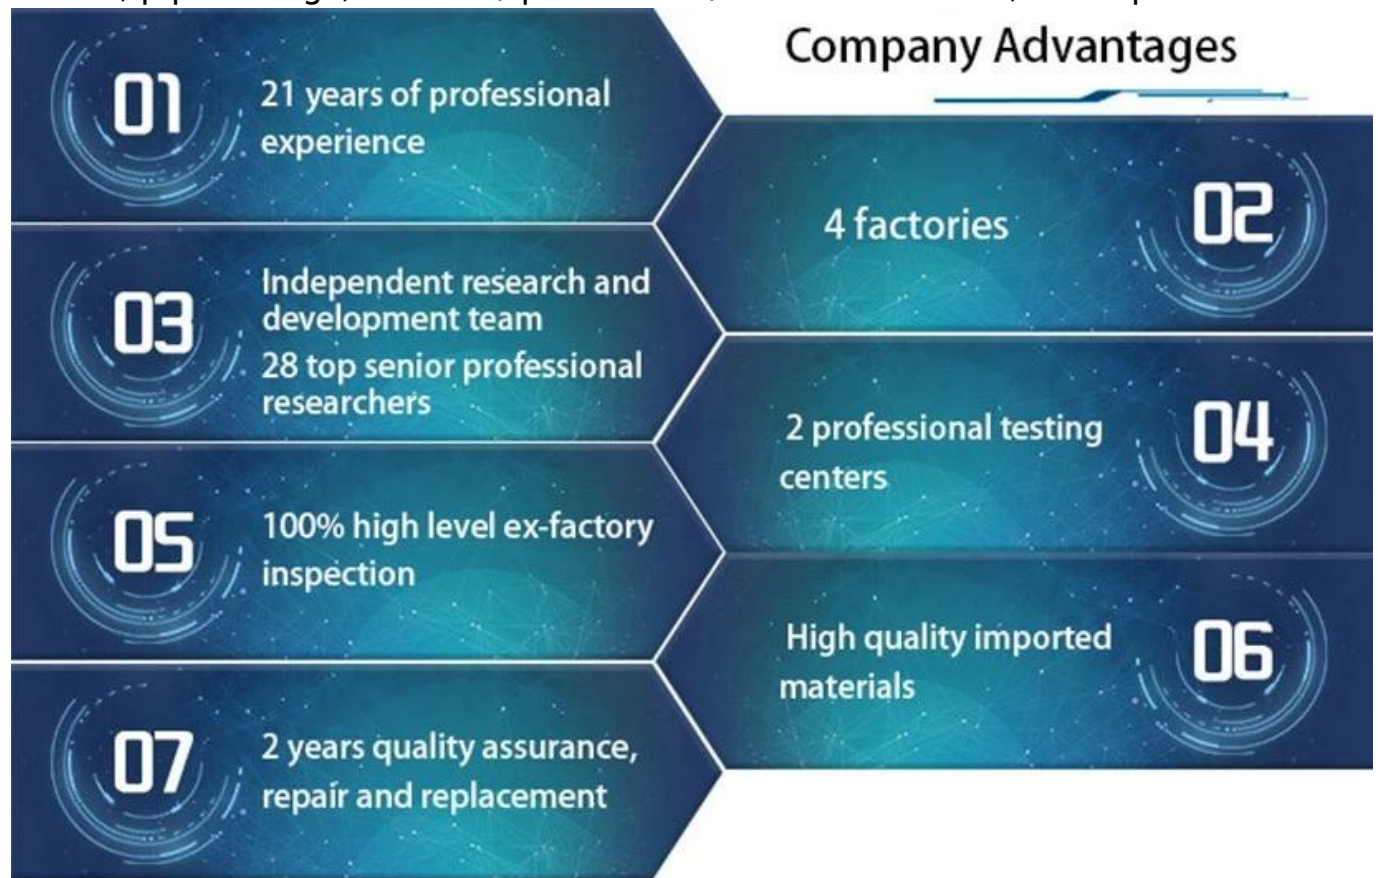 Company Advantages
01
21 years of professional
experience
02
4 factories
03
Independent research and
development team
28 top senior professional
researchers
04
2 professional testing
centers
05
100% high level ex-factory
inspection
06
High quality imported
materials
07
2 years quality assurance,
repair and replacement